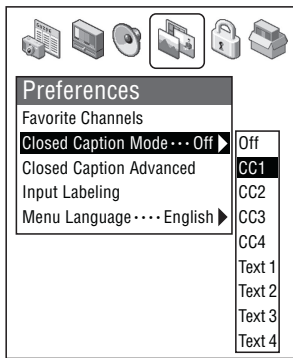 Preferences
Favorite Channels
Closed Caption Mode ··· Off
Closed Caption Advanced
Input Labeling
Menu Language ···· English
Off
CC1
CC2
CC3
CC4
Text 1
Text 2
Text 3
Text 4